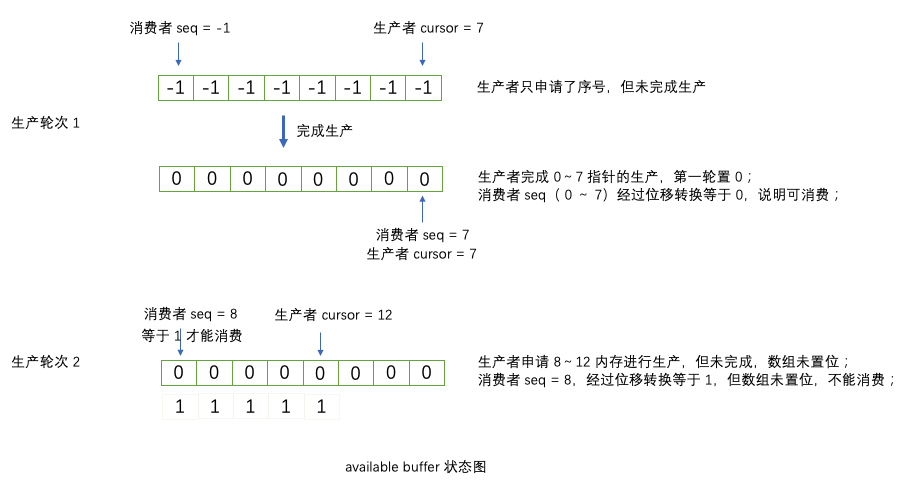 消费者 seq = -1
生产者 cursor = 7
-1 -1 -1 -1 -1 -1 -1 -1
生产者只申请了序号，但未完成生产
生产轮次 1
完成生产
0 0 0 0 0 0 0 0
生产者完成 0~7 指针的生产，第一轮置 0；
消费者 seq（0 ~ 7）经过位移转换等于 0，说明可消费；
消费者 seq = 7
生产者 cursor = 7
消费者 seq = 8
等于 1 才能消费
生产者 cursor = 12
生产轮次 2
0 0 0 0 0 0 0 0
生产者申请 8~12 内存进行生产，但未完成，数组未置位；
消费者 seq = 8，经过位移转换等于 1，但数组未置位，不能消费；
1 1 1 1 1
available buffer 状态图